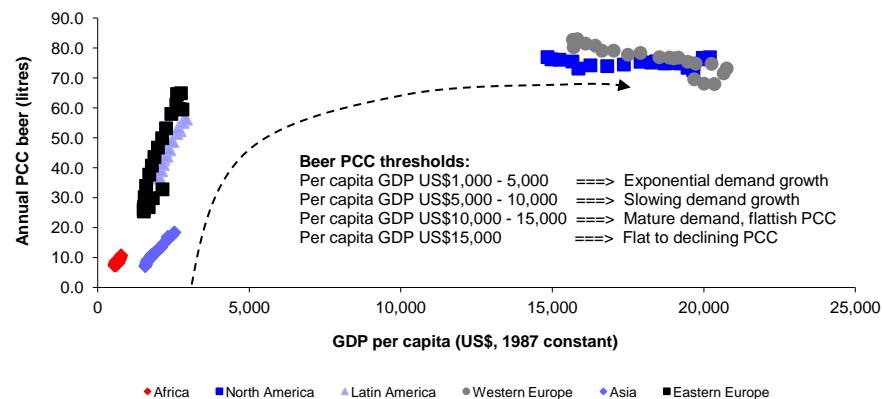 90.0
80.0
70.0
60.0
50.0
40.0
30.0
20.0
10.0
0.0
Annual PCC beer (litres)
Beer PCC thresholds:
Per capita GDP US$1,000 - 5,000 ===> Exponential demand growth
Per capita GDP US$5,000 - 10,000 ===> Slowing demand growth
Per capita GDP US$10,000 - 15,000 ===> Mature demand, flattish PCC
Per capita GDP US$15,000 ===> Flat to declining PCC
0 5,000 10,000 15,000 20,000 25,000
GDP per capita (US$, 1987 constant)
Africa North America Latin America Western Europe Asia Eastern Europe